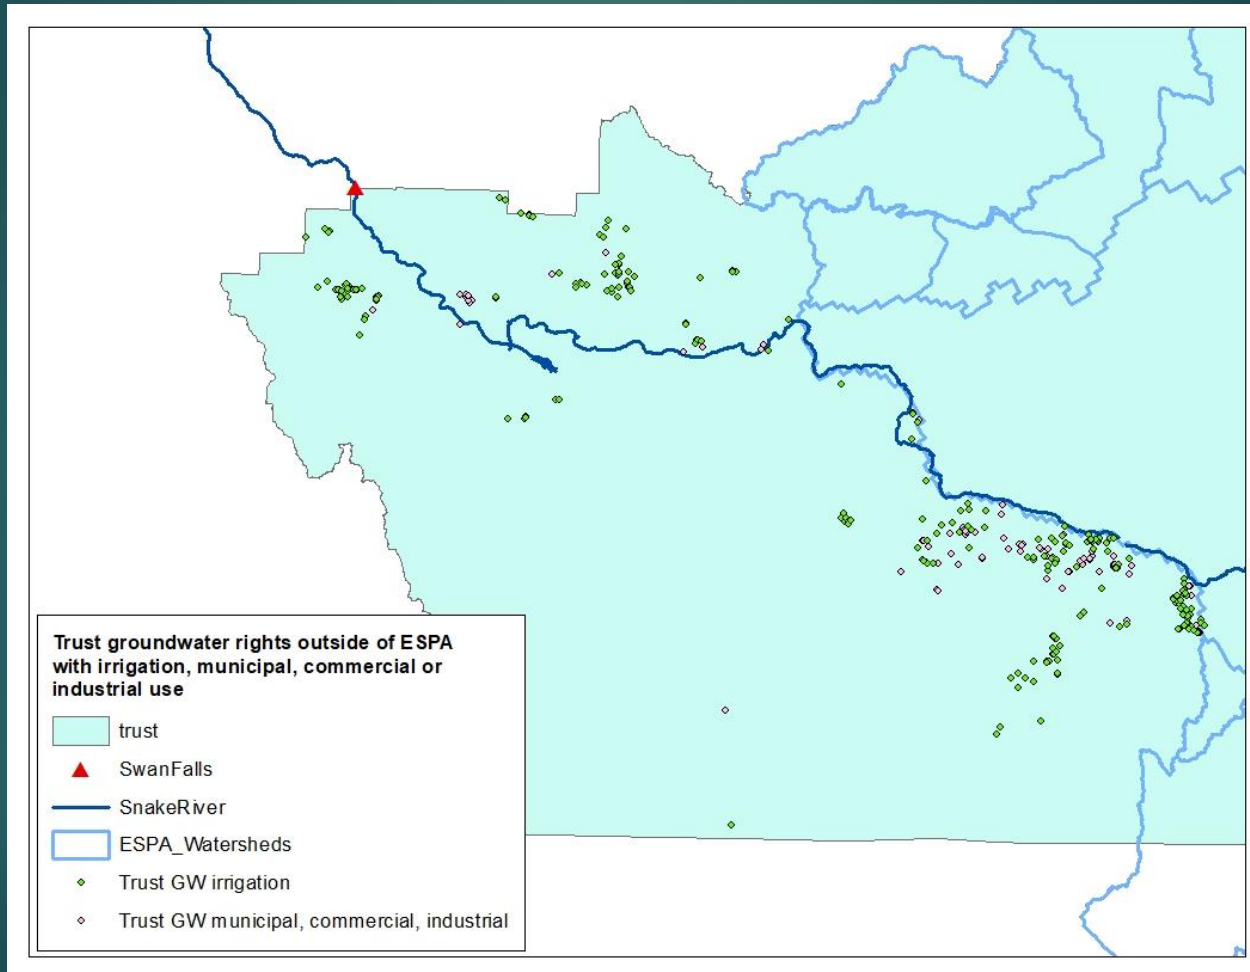 Trust groundwater rights outside of ESPA
with irrigation, municipal, commercial or
industrial use
trust
SwanFalls
SnakeRiver
ESPA_Watersheds
Trust GW irrigation
Trust GW municipal, commercial, industrial